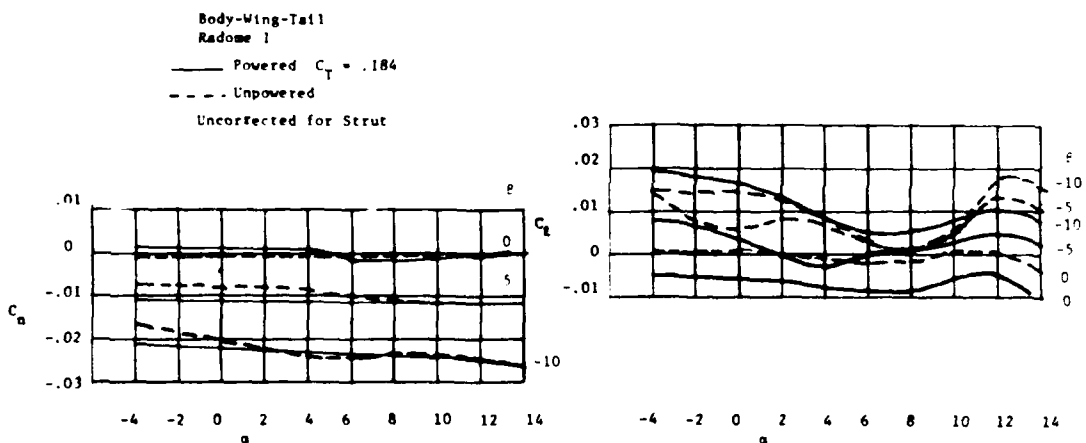 Body-Wing-Tail
Radome 1
Powered C_T = .184
Unpowered
Uncorrected for Strut
β
.01
0
-.01
-.02
-.03
C_n
0
5
-10
-4 -2 0 2 4 6 8 10 12 14
α
.03
.02
.01
0
-.01
C_ℓ
β
-10
-5
-10
-5
0
0
-4 -2 0 2 4 6 8 10 12 14
α